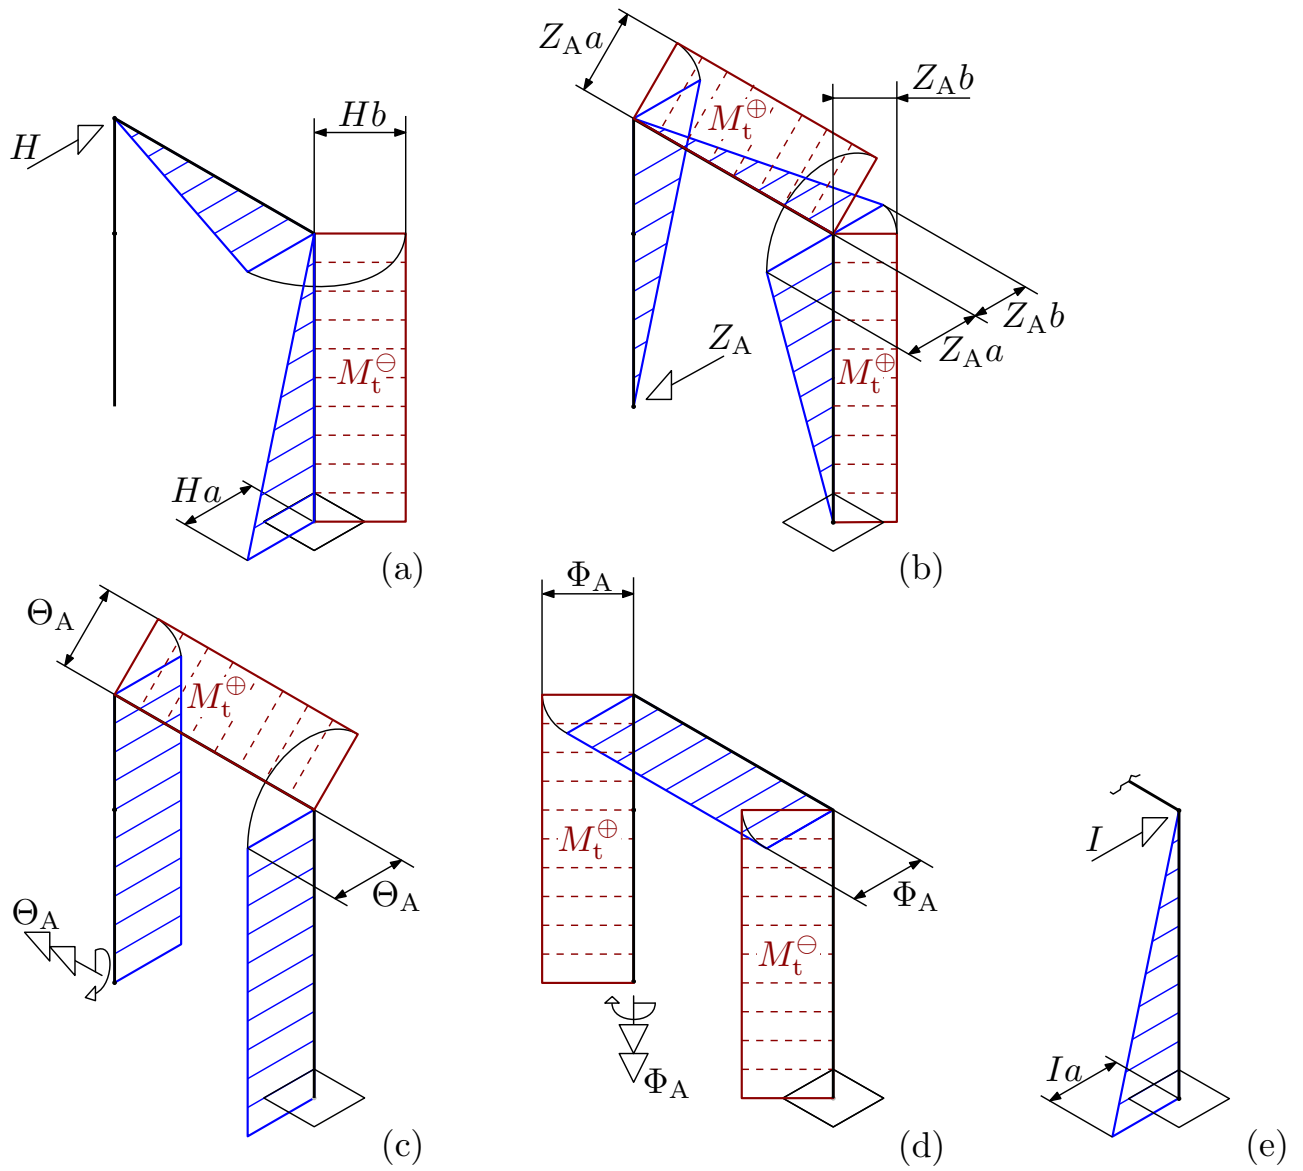 H
Hb
M_t^⊖
Ha
(a)
Z_A a
Z_A b
M_t^⊕
Z_A
Z_A b
Z_A a
M_t^⊕
(b)
Θ_A
M_t^⊕
Θ_A
Θ_A
(c)
Φ_A
M_t^⊕
Φ_A
M_t^⊖
Φ_A
(d)
I
Ia
(e)